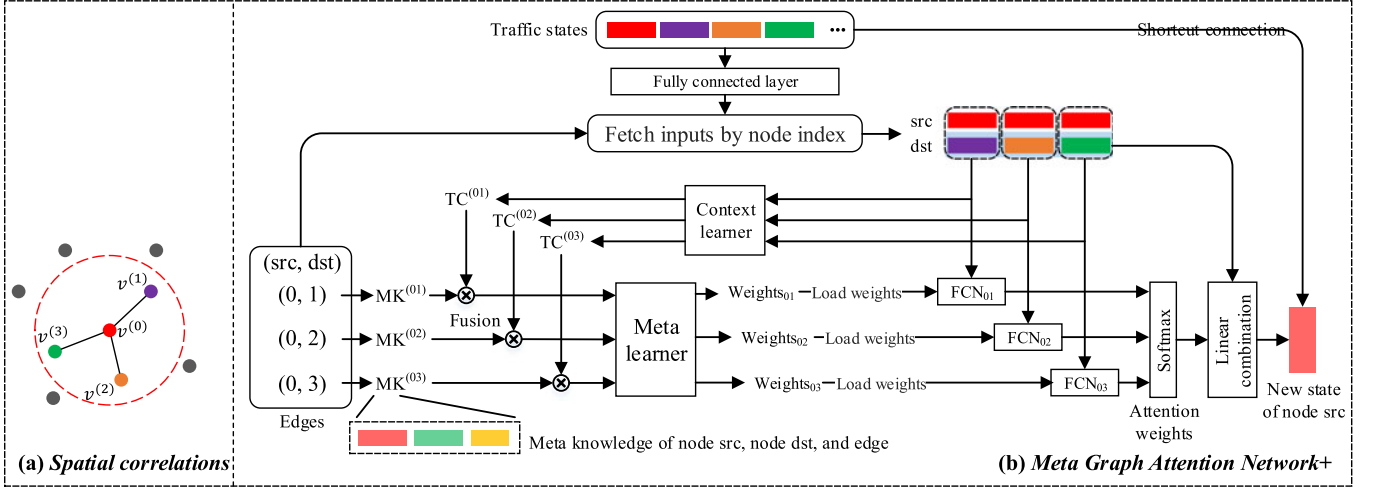 Traffic states
...
Shortcut connection
Fully connected layer
Fetch inputs by node index
src
dst
TC(01)
TC(02)
TC(03)
Context
learner
(src, dst)
(0, 1)
(0, 2)
(0, 3)
Edges
MK(01)
MK(02)
MK(03)
Fusion
Meta
learner
Weights01
Load weights
Weights02
Load weights
Weights03
Load weights
FCN01
FCN02
FCN03
Softmax
Attention
weights
Linear
combination
New state
of node src
Meta knowledge of node src, node dst, and edge
v(1)
v(0)
v(3)
v(2)
(a) Spatial correlations
(b) Meta Graph Attention Network+